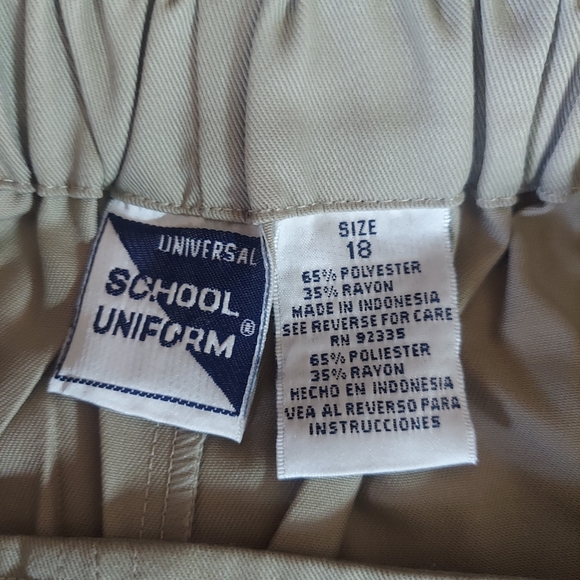 UNIVERSAL
SCHOOL
UNIFORM®
SIZE
18
65% POLYESTER
35% RAYON
MADE IN INDONESIA
SEE REVERSE FOR CARE
RN 92335
65% POLIESTER
35% RAYON
HECHO EN INDONESIA
VEA AL REVERSO PARA
INSTRUCCIONES